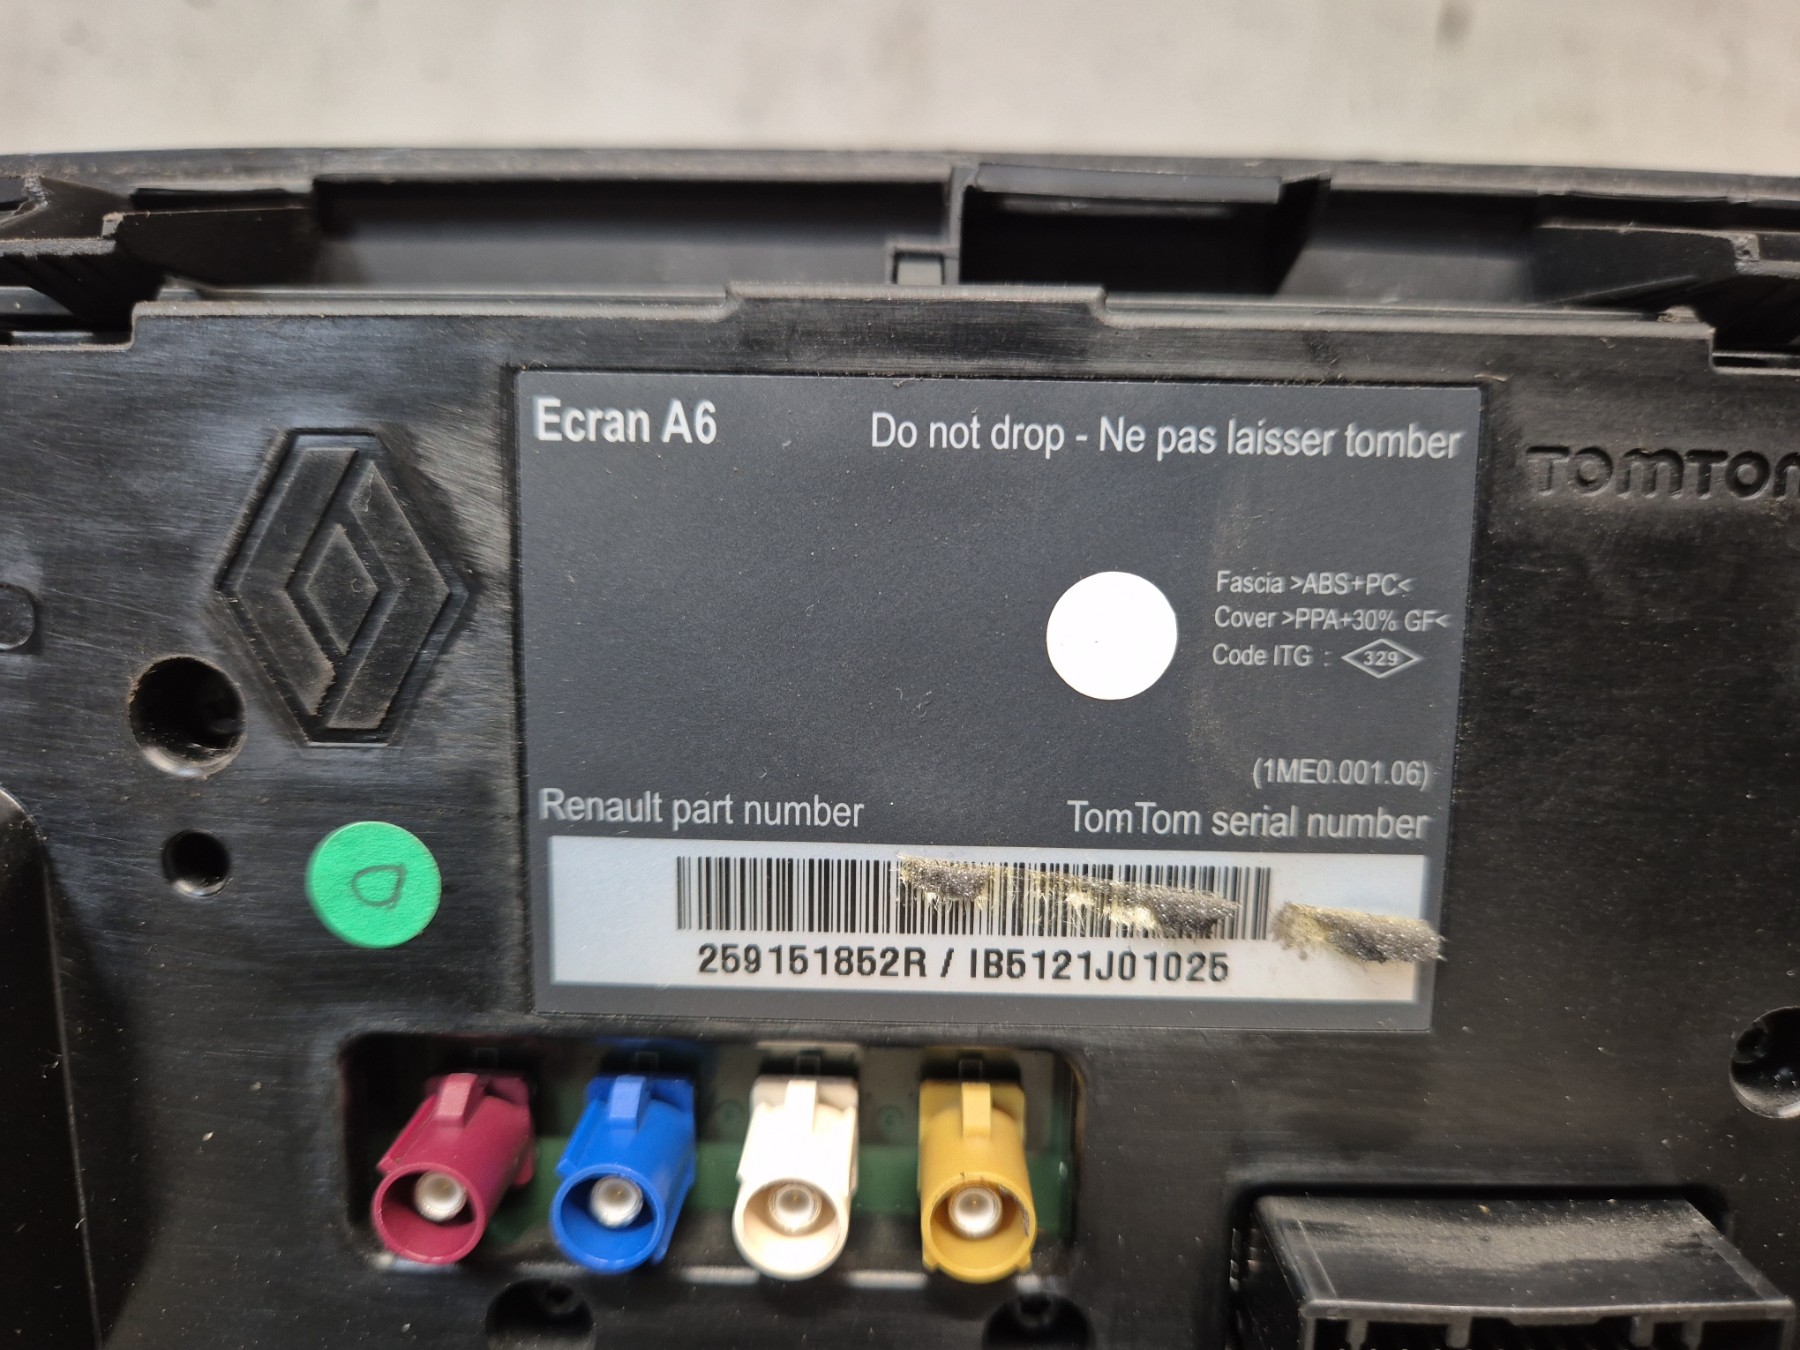 Ecran A6
Do not drop - Ne pas laisser tomber
TOMTOM
Fascia >ABS+PC<
Cover >PPA+30% GF<
Code ITG : 329
(1ME0.001.06)
Renault part number
TomTom serial number
259151852R / IB5121J01025